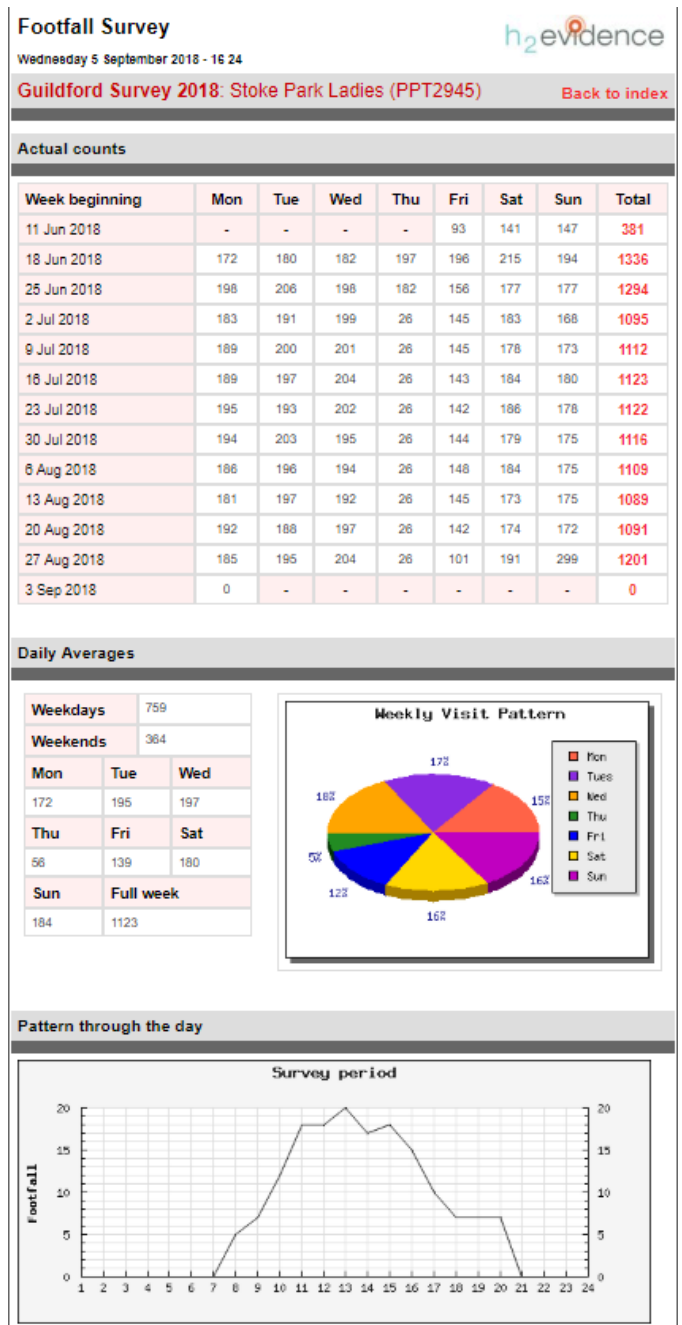 Footfall Survey
h2evidence
Wednesday 5 September 2018 - 16 24
Guildford Survey 2018: Stoke Park Ladies (PPT2945) Back to index
Actual counts
Week beginning Mon Tue Wed Thu Fri Sat Sun Total
11 Jun 2018 - - - - 93 141 147 381
18 Jun 2018 172 180 182 197 196 215 194 1336
25 Jun 2018 198 206 198 182 156 177 177 1294
2 Jul 2018 183 191 199 26 145 183 168 1095
9 Jul 2018 189 200 201 26 145 178 173 1112
16 Jul 2018 189 197 204 26 143 184 180 1123
23 Jul 2018 195 193 202 26 142 186 178 1122
30 Jul 2018 194 203 195 26 144 179 175 1116
6 Aug 2018 186 196 194 26 148 184 175 1109
13 Aug 2018 181 197 192 26 145 173 175 1089
20 Aug 2018 192 188 197 26 142 174 172 1091
27 Aug 2018 185 195 204 26 101 191 299 1201
3 Sep 2018 0 - - - - - - 0
Daily Averages
Weekdays 759
Weekends 364
Mon Tue Wed
172 195 197
Thu Fri Sat
56 139 180
Sun Full week
184 1123
Weekly Visit Pattern
17%
18%
15%
5%
12%
16%
16%
Mon
Tues
Wed
Thu
Fri
Sat
Sun
Pattern through the day
Survey period
Footfall
20 20
15 15
10 10
5 5
0 0
1 2 3 4 5 6 7 8 9 10 11 12 13 14 15 16 17 18 19 20 21 22 23 24